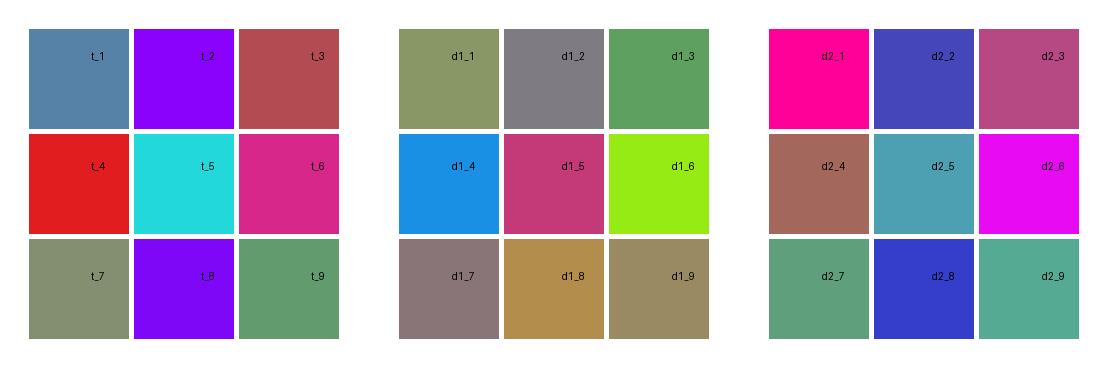 t_1 t_2 t_3 d1_1 d1_2 d1_3 d2_1 d2_2 d2_3
t_4 t_5 t_6 d1_4 d1_5 d1_6 d2_4 d2_5 d2_6
t_7 t_8 t_9 d1_7 d1_8 d1_9 d2_7 d2_8 d2_9